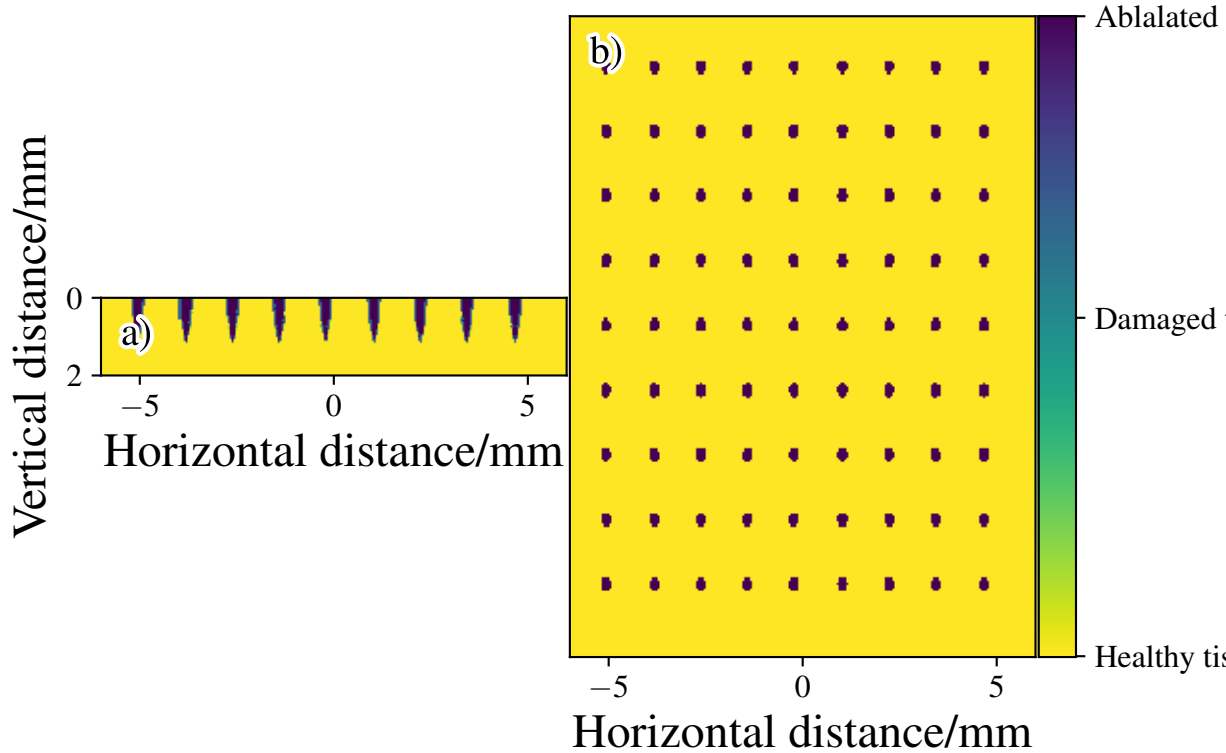 Vertical distance/mm
0
2
a)
−5
0
5
Horizontal distance/mm
b)
−5
0
5
Horizontal distance/mm
Ablalated
Damaged
Healthy